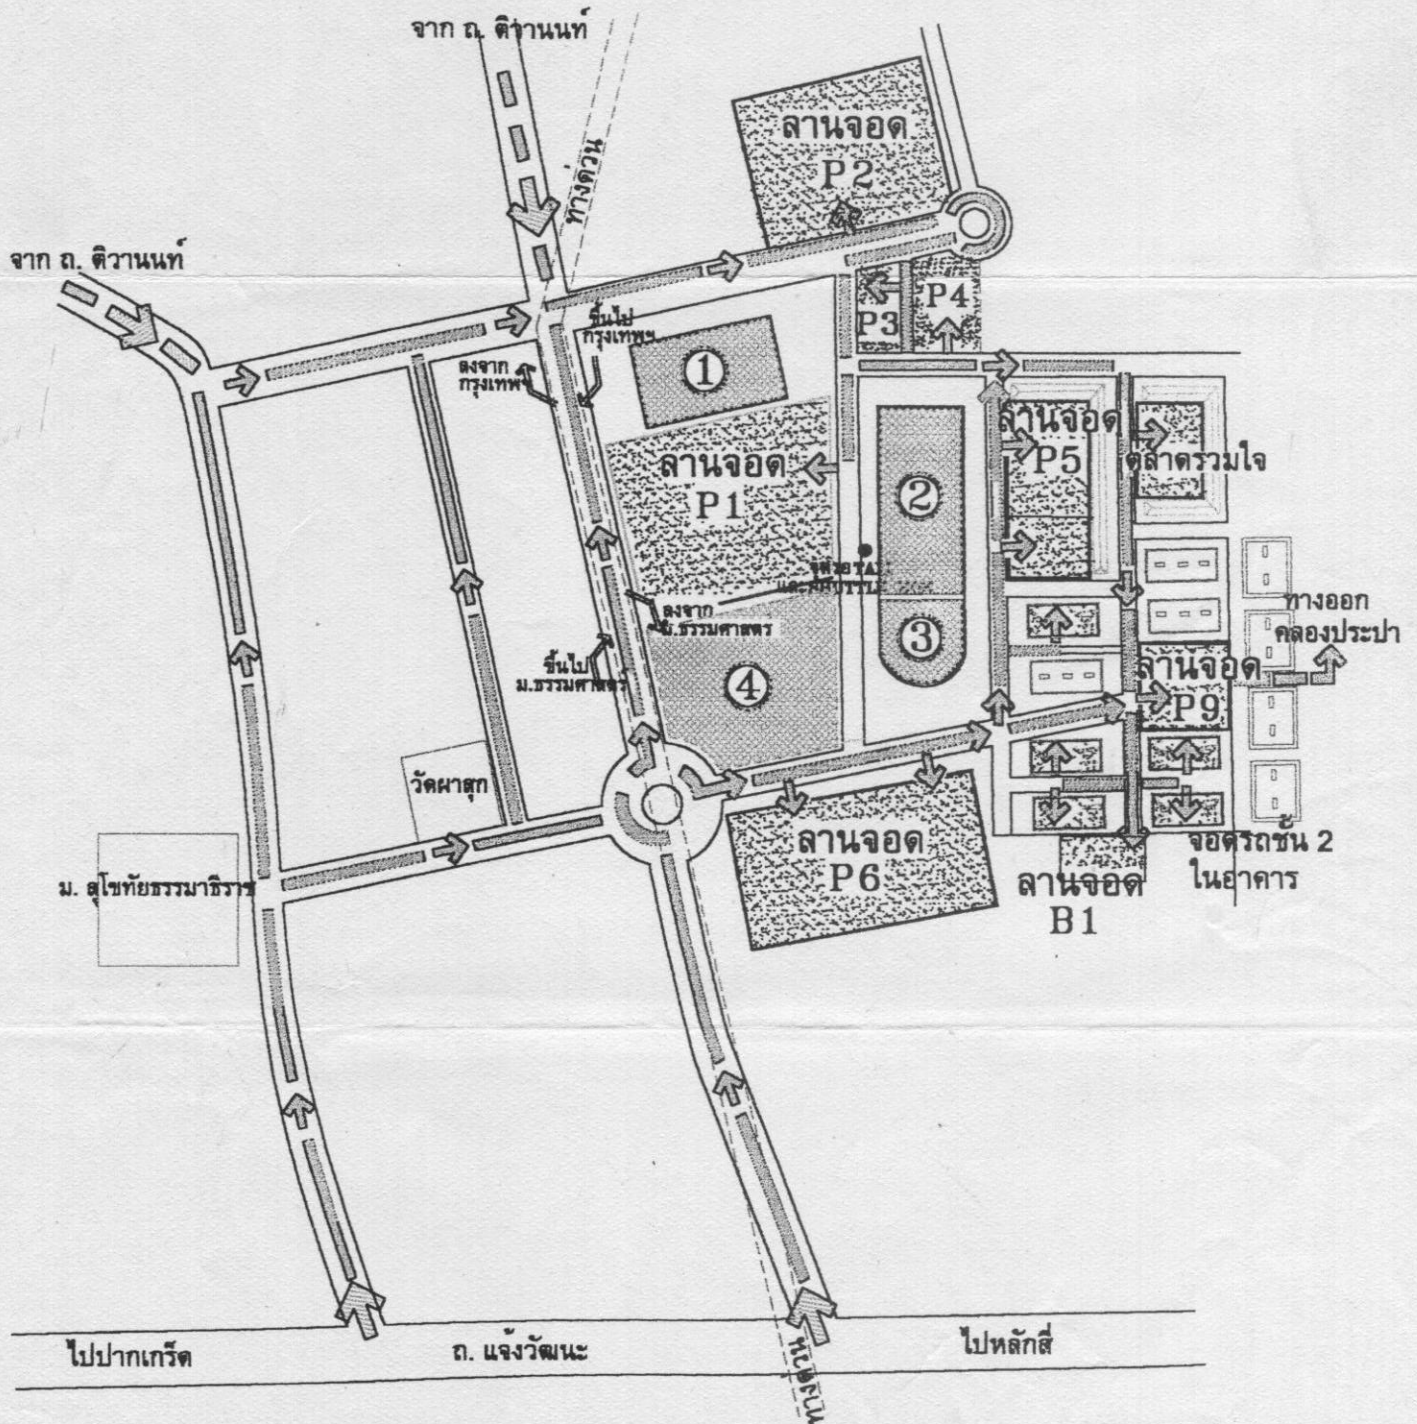 จาก ถ. ติวานนท์
ทางด่วน
ลานจอด
P2
จาก ถ. ติวานนท์
ขึ้นไป
กรุงเทพฯ
ลงจาก
กรุงเทพฯ
P3
P4
1
ลานจอด
P1
2
ลานจอด
P5
ตลาดรวมใจ
ลงจาก
ม.ธรรมศาสตร์
ขึ้นไป
ม.ธรรมศาสตร์
3
4
ทางออก
คลองประปา
ลานจอด
P9
วัดผาสุก
ม. สุโขทัยธรรมาธิราช
ลานจอด
P6
ลานจอด
B1
จอดรถชั้น 2
ในอาคาร
ไปปากเกร็ด
ถ. แจ้งวัฒนะ
ไปหลักสี่
ทางด่วน